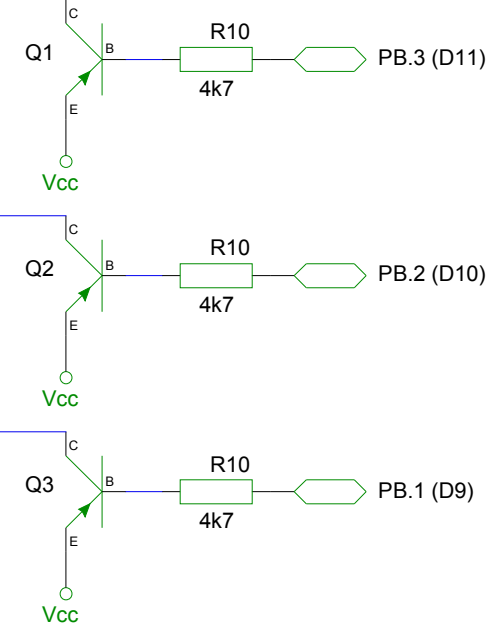 C
Q1
B
R10
4k7
PB.3 (D11)
E
Vcc
C
Q2
B
R10
4k7
PB.2 (D10)
E
Vcc
C
Q3
B
R10
4k7
PB.1 (D9)
E
Vcc